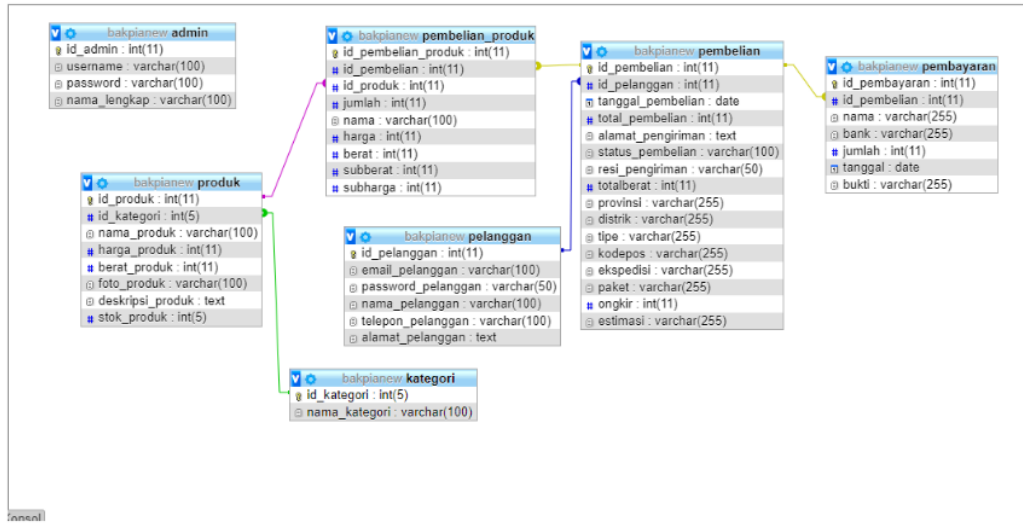 bakpianew admin
id_admin : int(11)
username : varchar(100)
password : varchar(100)
nama_lengkap : varchar(100)
bakpianew pembelian_produk
id_pembelian_produk : int(11)
id_pembelian : int(11)
id_produk : int(11)
jumlah : int(11)
nama : varchar(100)
harga : int(11)
berat : int(11)
subberat : int(11)
subharga : int(11)
bakpianew pembelian
id_pembelian : int(11)
id_pelanggan : int(11)
tanggal_pembelian : date
total_pembelian : int(11)
alamat_pengiriman : text
status_pembelian : varchar(100)
resi_pengiriman : varchar(50)
totalberat : int(11)
provinsi : varchar(255)
distrik : varchar(255)
tipe : varchar(255)
kodepos : varchar(255)
ekspedisi : varchar(255)
paket : varchar(255)
ongkir : int(11)
estimasi : varchar(255)
bakpianew pembayaran
id_pembayaran : int(11)
id_pembelian : int(11)
nama : varchar(255)
bank : varchar(255)
jumlah : int(11)
tanggal : date
bukti : varchar(255)
bakpianew produk
id_produk : int(11)
id_kategori : int(5)
nama_produk : varchar(100)
harga_produk : int(11)
berat_produk : int(11)
foto_produk : varchar(100)
deskripsi_produk : text
stok_produk : int(5)
bakpianew pelanggan
id_pelanggan : int(11)
email_pelanggan : varchar(100)
password_pelanggan : varchar(50)
nama_pelanggan : varchar(100)
telepon_pelanggan : varchar(100)
alamat_pelanggan : text
bakpianew kategori
id_kategori : int(5)
nama_kategori : varchar(100)
Konsol